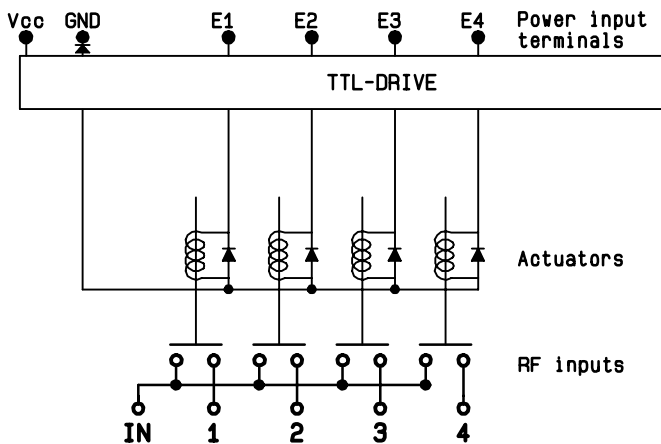 Vcc GND E1 E2 E3 E4 Power input
terminals
TTL-DRIVE
Actuators
RF inputs
IN 1 2 3 4